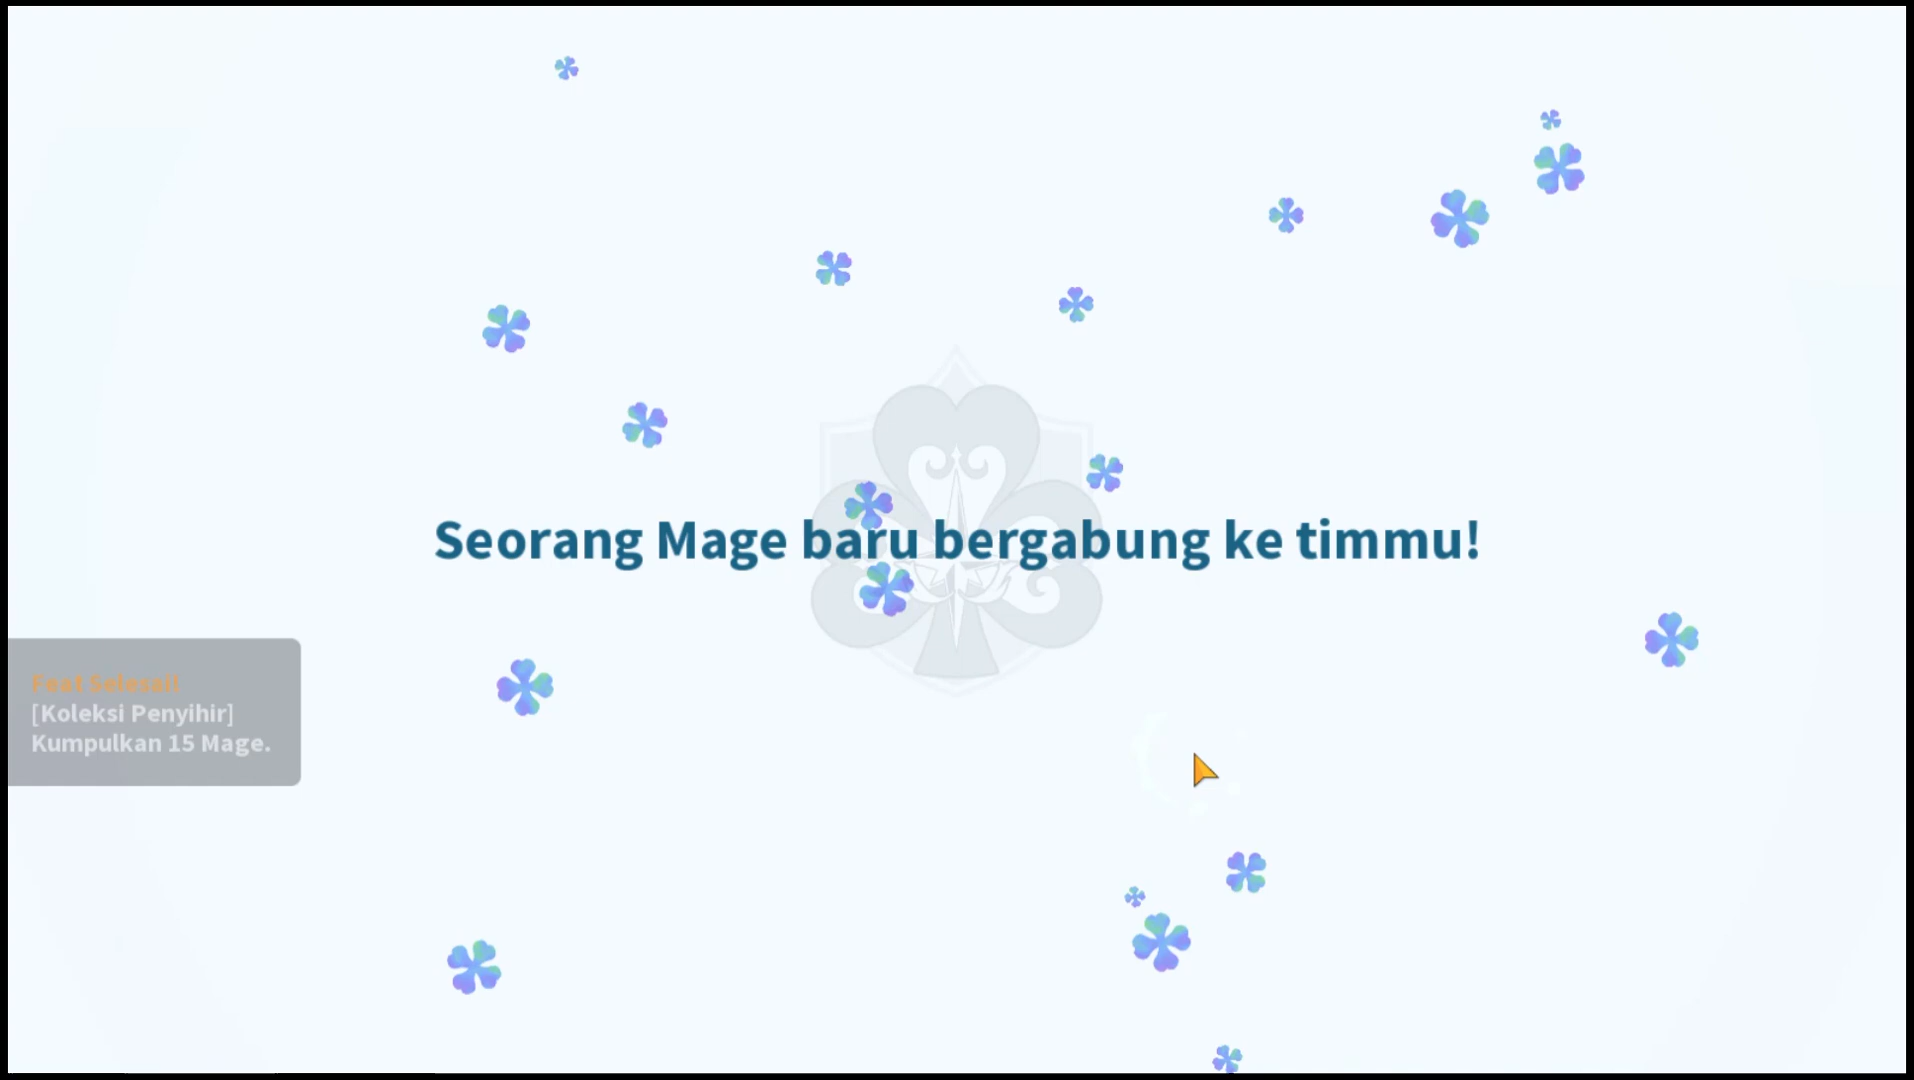 Seorang Mage baru bergabung ke timmu!
Feat Selesai!
[Koleksi Penyihir]
Kumpulkan 15 Mage.